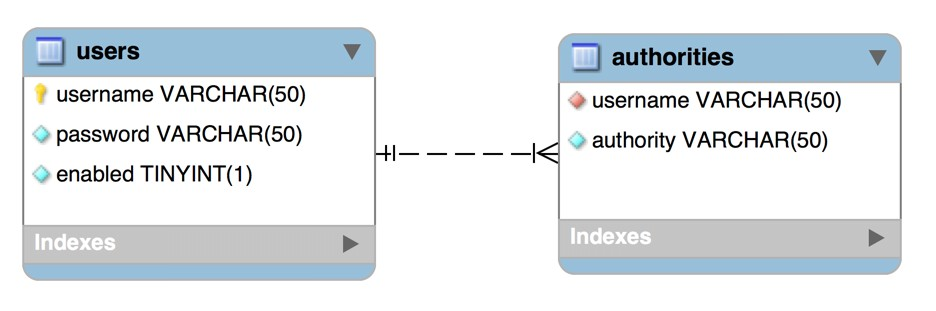 users
username VARCHAR(50)
password VARCHAR(50)
enabled TINYINT(1)
Indexes
authorities
username VARCHAR(50)
authority VARCHAR(50)
Indexes